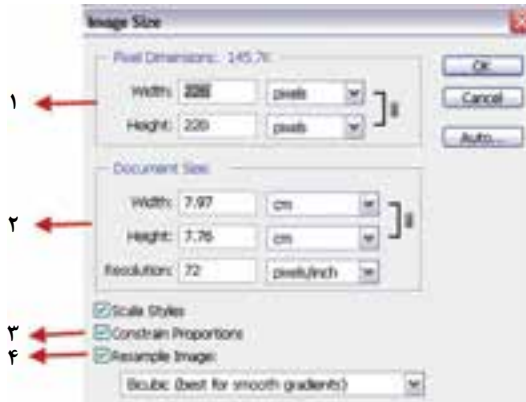 Image Size
Pixel Dimensions: 145.7K
OK
Width: 226 pixels
۱
Cancel
Height: 220 pixels
Auto...
Document Size:
Width: 7.97 cm
۲
Height: 7.76 cm
Resolution: 72 pixels/inch
Scale Styles
۳ Constrain Proportions
۴ Resample Image:
Bicubic (best for smooth gradients)